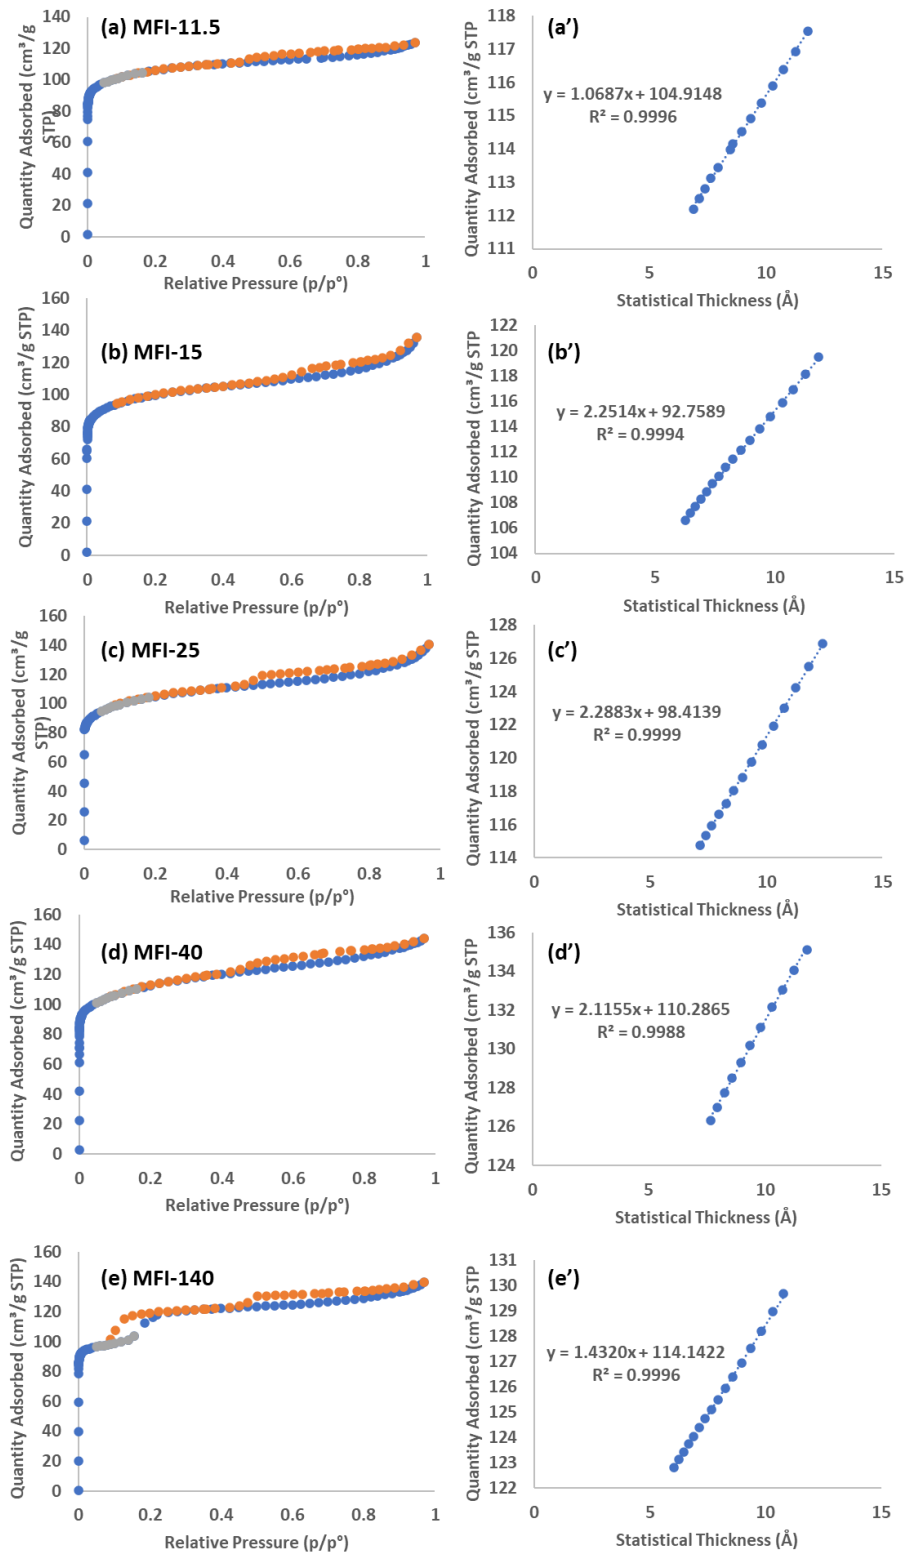 (a) MFI-11.5
Quantity Adsorbed (cm³/g
STP)
140
120
100
80
60
40
20
0
0 0.2 0.4 0.6 0.8 1
Relative Pressure (p/p°)
(a')
Quantity Adsorbed (cm³/g STP
118
117
116
115
114
113
112
111
y = 1.0687x + 104.9148
R² = 0.9996
0 5 10 15
Statistical Thickness (Å)
(b) MFI-15
Quantity Adsorbed (cm³/g STP)
160
140
120
100
80
60
40
20
0
0 0.2 0.4 0.6 0.8 1
Relative Pressure (p/p°)
(b')
Quantity Adsorbed (cm³/g STP
122
120
118
116
114
112
110
108
106
104
y = 2.2514x + 92.7589
R² = 0.9994
0 5 10 15
Statistical Thickness (Å)
(c) MFI-25
Quantity Adsorbed (cm³/g
STP)
160
140
120
100
80
60
40
20
0
0 0.2 0.4 0.6 0.8 1
Relative Pressure (p/p°)
(c')
Quantity Adsorbed (cm³/g STP
128
126
124
122
120
118
116
114
y = 2.2883x + 98.4139
R² = 0.9999
0 5 10 15
Statistical Thickness (Å)
(d) MFI-40
Quantity Adsorbed (cm³/g STP)
160
140
120
100
80
60
40
20
0
0 0.2 0.4 0.6 0.8 1
Relative Pressure (p/p°)
(d')
Quantity Adsorbed (cm³/g STP
136
134
132
130
128
126
124
y = 2.1155x + 110.2865
R² = 0.9988
0 5 10 15
Statistical Thickness (Å)
(e) MFI-140
Quantity Adsorbed (cm³/g STP)
160
140
120
100
80
60
40
20
0
0 0.2 0.4 0.6 0.8 1
Relative Pressure (p/p°)
(e')
Quantity Adsorbed (cm³/g STP
131
130
129
128
127
126
125
124
123
122
y = 1.4320x + 114.1422
R² = 0.9996
0 5 10 15
Statistical Thickness (Å)